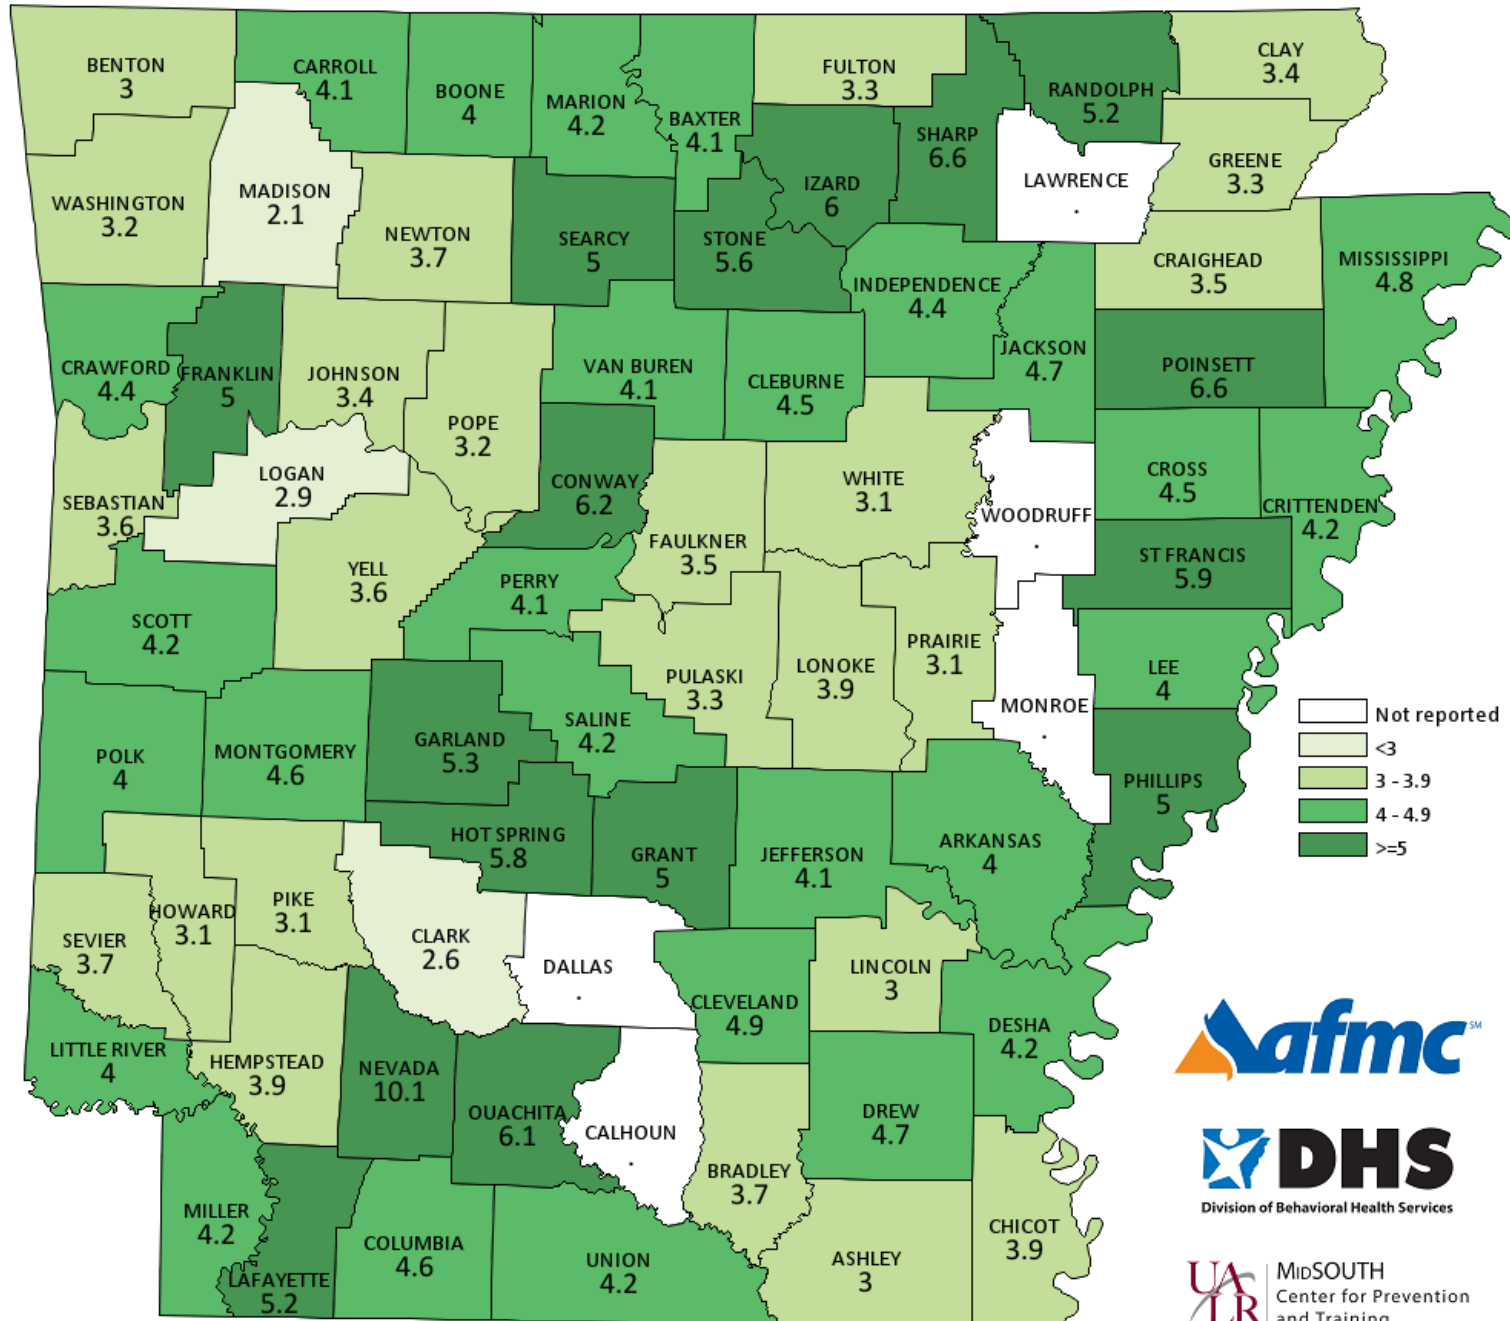 BENTON
3
CARROLL
4.1
BOONE
4
MARION
4.2
BAXTER
4.1
FULTON
3.3
SHARP
6.6
RANDOLPH
5.2
CLAY
3.4
GREENE
3.3
LAWRENCE
.
IZARD
6
WASHINGTON
3.2
MADISON
2.1
NEWTON
3.7
SEARCY
5
STONE
5.6
INDEPENDENCE
4.4
JACKSON
4.7
CRAIGHEAD
3.5
MISSISSIPPI
4.8
CRAWFORD
4.4
FRANKLIN
5
JOHNSON
3.4
POPE
3.2
VAN BUREN
4.1
CLEBURNE
4.5
POINSETT
6.6
SEBASTIAN
3.6
LOGAN
2.9
CONWAY
6.2
FAULKNER
3.5
WHITE
3.1
WOODRUFF
.
CROSS
4.5
CRITTENDEN
4.2
ST FRANCIS
5.9
SCOTT
4.2
YELL
3.6
PERRY
4.1
PULASKI
3.3
LONOKE
3.9
PRAIRIE
3.1
MONROE
.
LEE
4
POLK
4
MONTGOMERY
4.6
GARLAND
5.3
SALINE
4.2
PHILLIPS
5
Not reported
<3
3 - 3.9
4 - 4.9
>=5
HOT SPRING
5.8
GRANT
5
JEFFERSON
4.1
ARKANSAS
4
SEVIER
3.7
HOWARD
3.1
PIKE
3.1
CLARK
2.6
DALLAS
.
CLEVELAND
4.9
LINCOLN
3
DESHA
4.2
LITTLE RIVER
4
HEMPSTEAD
3.9
NEVADA
10.1
OUACHITA
6.1
CALHOUN
.
BRADLEY
3.7
DREW
4.7
MILLER
4.2
LAFAYETTE
5.2
COLUMBIA
4.6
UNION
4.2
ASHLEY
3
CHICOT
3.9
afmc SM
DHS
Division of Behavioral Health Services
UALR
MIDSOUTH
Center for Prevention
and Training